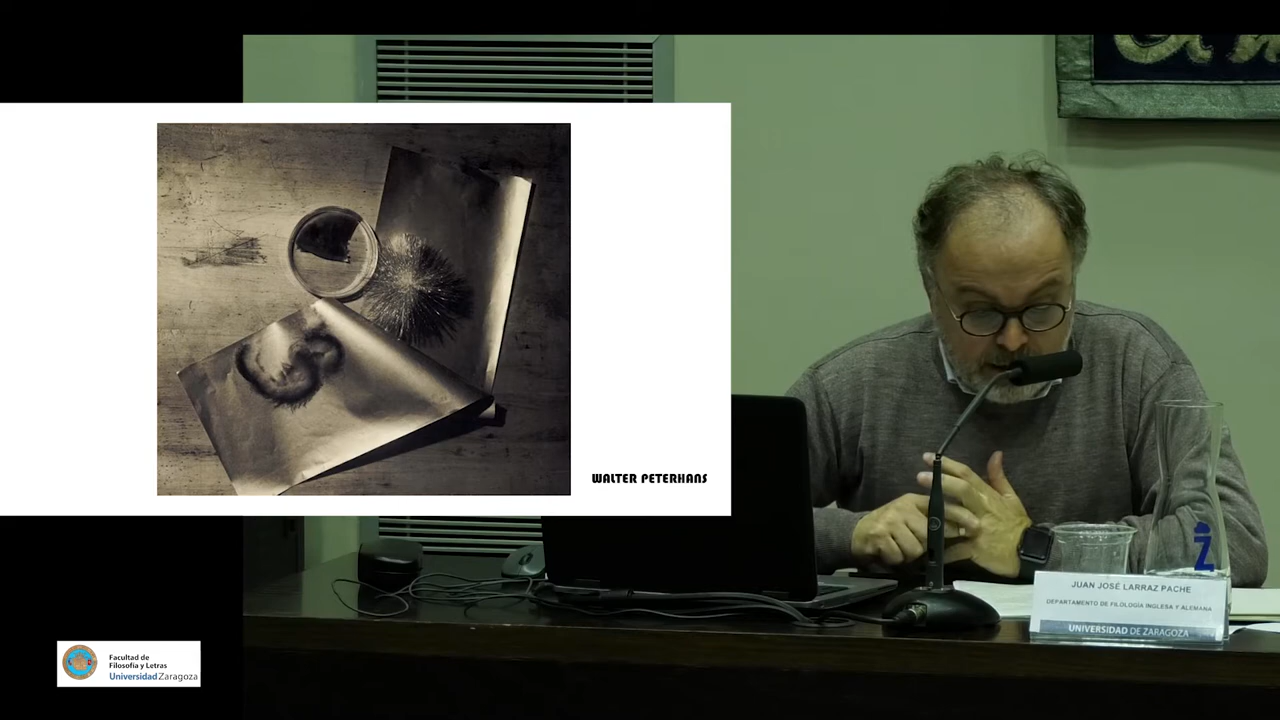 WALTER PETERHANS
JUAN JOSÉ LARRAZ PACHE
DEPARTAMENTO DE FILOLOGÍA INGLESA Y ALEMANA
UNIVERSIDAD DE ZARAGOZA
Facultad de
Filosofía y Letras
Universidad Zaragoza
Z